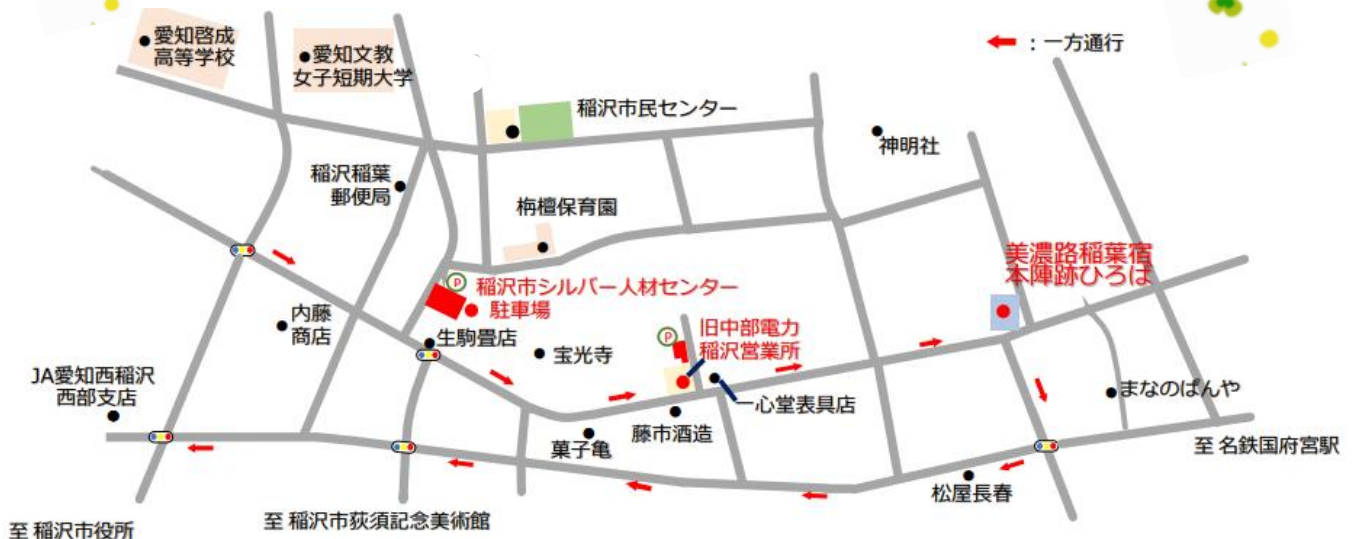 愛知啓成
高等学校
愛知文教
女子短期大学
：一方通行
稲沢市民センター
神明社
稲沢稲葉
郵便局
栴檀保育園
美濃路稲葉宿
本陣跡ひろば
P
稲沢市シルバー人材センター
駐車場
内藤
商店
生駒畳店
宝光寺
P
旧中部電力
稲沢営業所
JA愛知西稲沢
西部支店
一心堂表具店
まなのぱんや
藤市酒造
菓子亀
至 名鉄国府宮駅
松屋長春
至 稲沢市役所
至 稲沢市荻須記念美術館